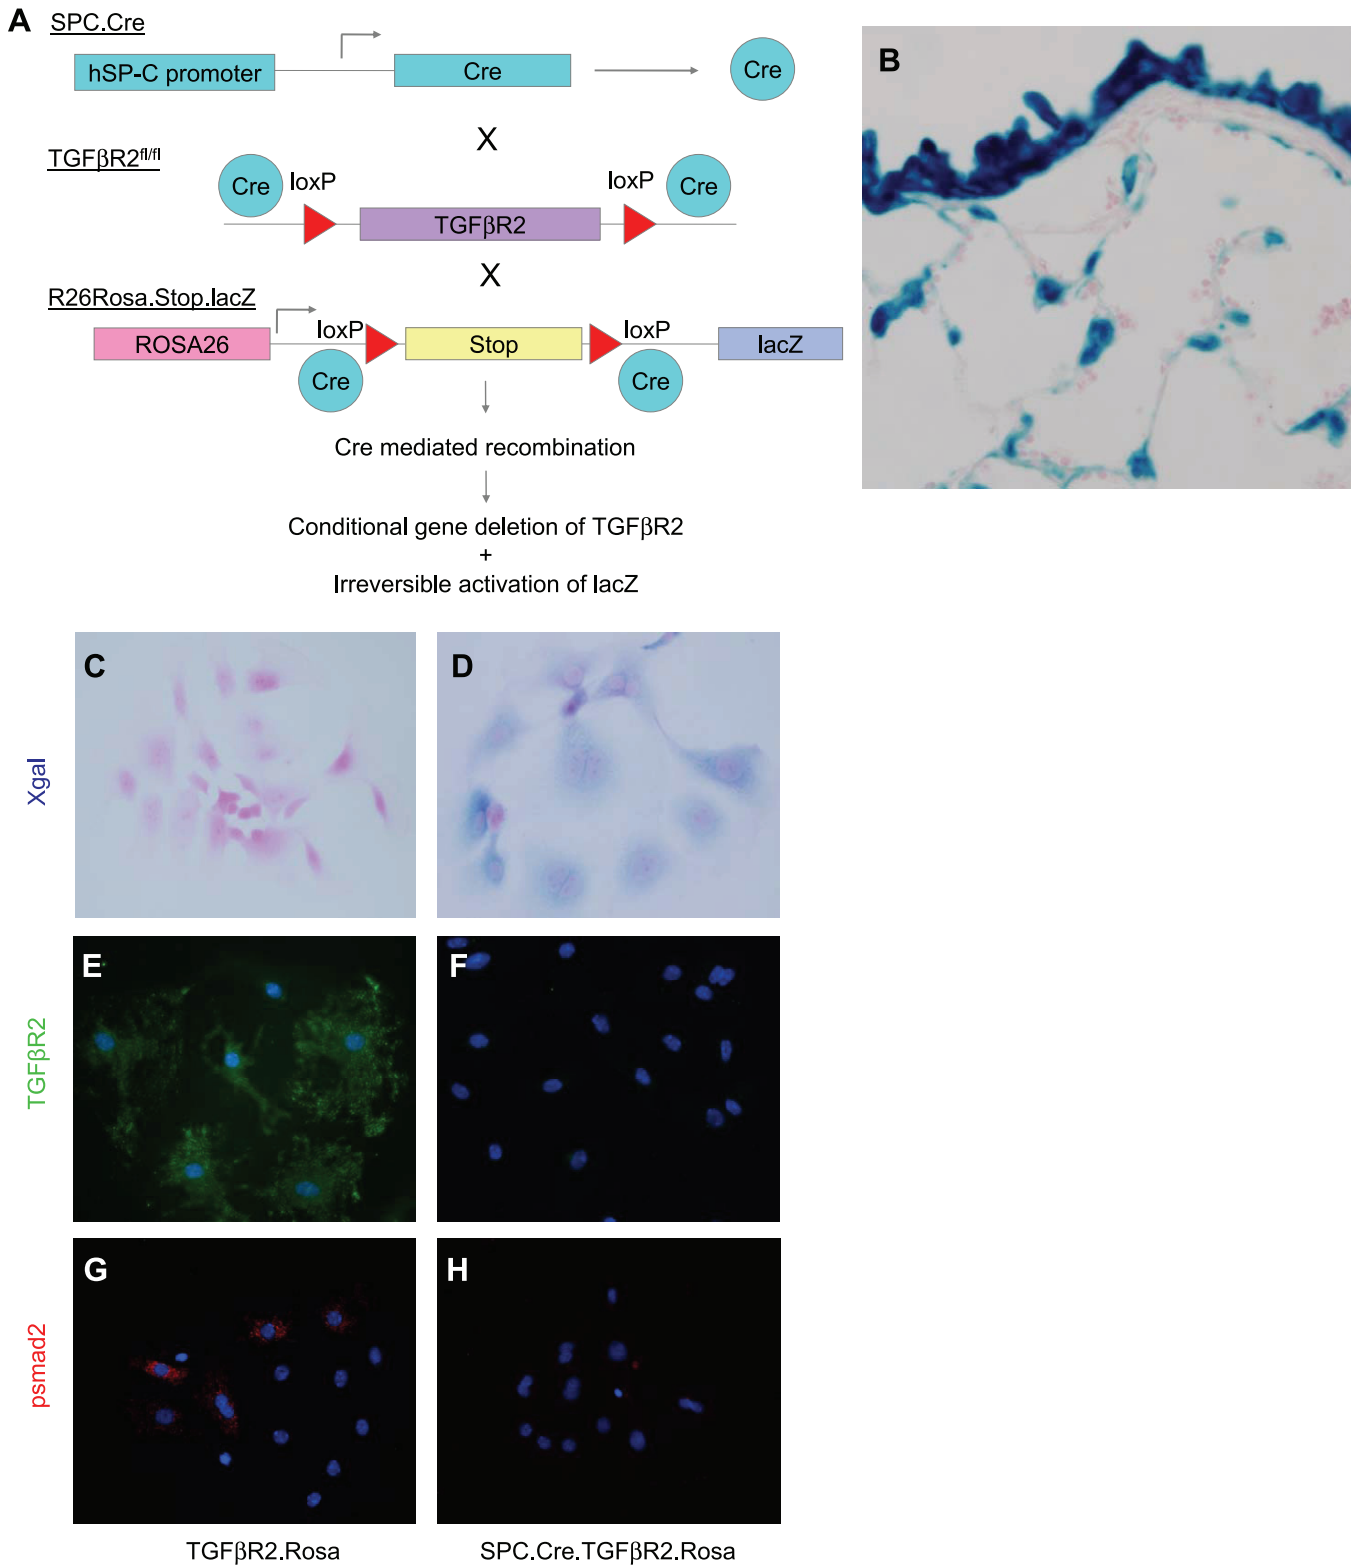 A
SPC.Cre
hSP-C promoter
Cre
Cre
X
TGFβR2fl/fl
Cre
loxP
loxP
Cre
TGFβR2
X
R26Rosa.Stop.lacZ
ROSA26
loxP
Stop
loxP
lacZ
Cre
Cre
Cre mediated recombination
Conditional gene deletion of TGFβR2
+
Irreversible activation of lacZ
B
Xgal
C
D
TGFβR2
E
F
psmad2
G
H
TGFβR2.Rosa
SPC.Cre.TGFβR2.Rosa